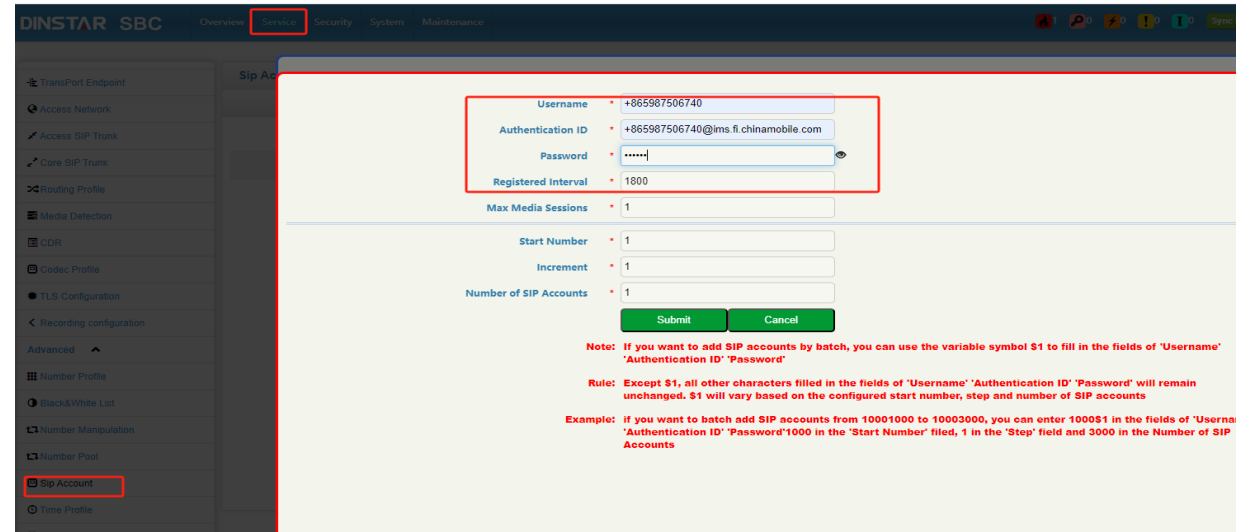 DINSTAR SBC
Overview Service Security System Maintenance
1 0 0 0 0 Sync
TransPort Endpoint
Access Network
Access SIP Trunk
Core SIP Trunk
Routing Profile
Media Detection
CDR
Codec Profile
TLS Configuration
Recording configuration
Advanced
Number Profile
Black&White List
Number Manipulation
Number Pool
Sip Account
Time Profile
Sip Ac
Username * +865987506740
Authentication ID * +865987506740@ims.fi.chinamobile.com
Password * ••••••
Registered Interval * 1800
Max Media Sessions * 1
Start Number * 1
Increment * 1
Number of SIP Accounts * 1
Submit Cancel
Note: If you want to add SIP accounts by batch, you can use the variable symbol $1 to fill in the fields of 'Username'
'Authentication ID' 'Password'
Rule: Except $1, all other characters filled in the fields of 'Username' 'Authentication ID' 'Password' will remain
unchanged. $1 will vary based on the configured start number, step and number of SIP accounts
Example: if you want to batch add SIP accounts from 10001000 to 10003000, you can enter 1000$1 in the fields of 'Userna
'Authentication ID' 'Password'1000 in the 'Start Number' filed, 1 in the 'Step' field and 3000 in the Number of SIP
Accounts